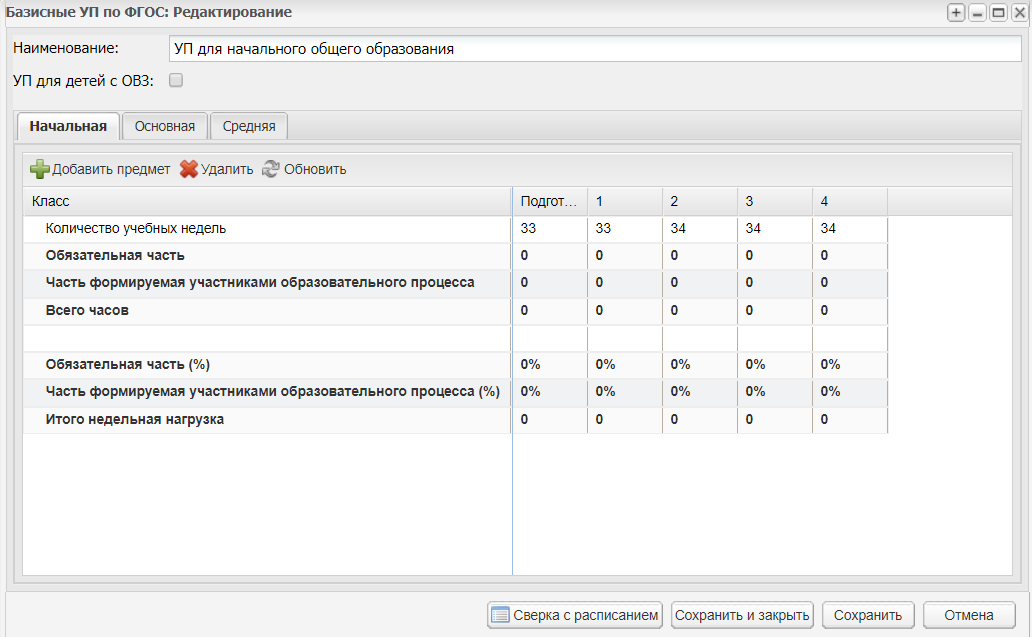 Базисные УП по ФГОС: Редактирование
Наименование: УП для начального общего образования
УП для детей с ОВЗ:
Начальная Основная Средняя
Добавить предмет Удалить Обновить
Класс Подгот... 1 2 3 4
Количество учебных недель 33 33 34 34 34
Обязательная часть 0 0 0 0 0
Часть формируемая участниками образовательного процесса 0 0 0 0 0
Всего часов 0 0 0 0 0
Обязательная часть (%) 0% 0% 0% 0% 0%
Часть формируемая участниками образовательного процесса (%) 0% 0% 0% 0% 0%
Итого недельная нагрузка 0 0 0 0 0
Сверка с расписанием Сохранить и закрыть Сохранить Отмена